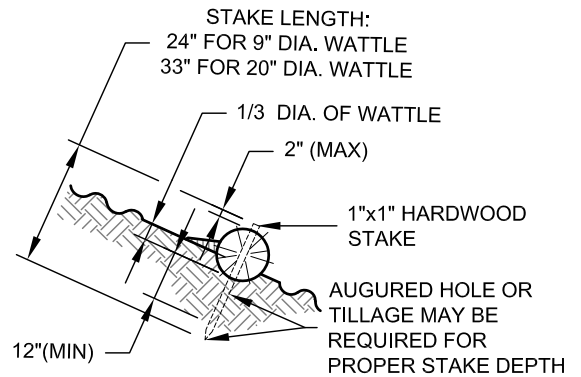 STAKE LENGTH:
24" FOR 9" DIA. WATTLE
33" FOR 20" DIA. WATTLE
1/3 DIA. OF WATTLE
2" (MAX)
1"x1" HARDWOOD
STAKE
AUGURED HOLE OR
TILLAGE MAY BE
REQUIRED FOR
PROPER STAKE DEPTH
12"(MIN)